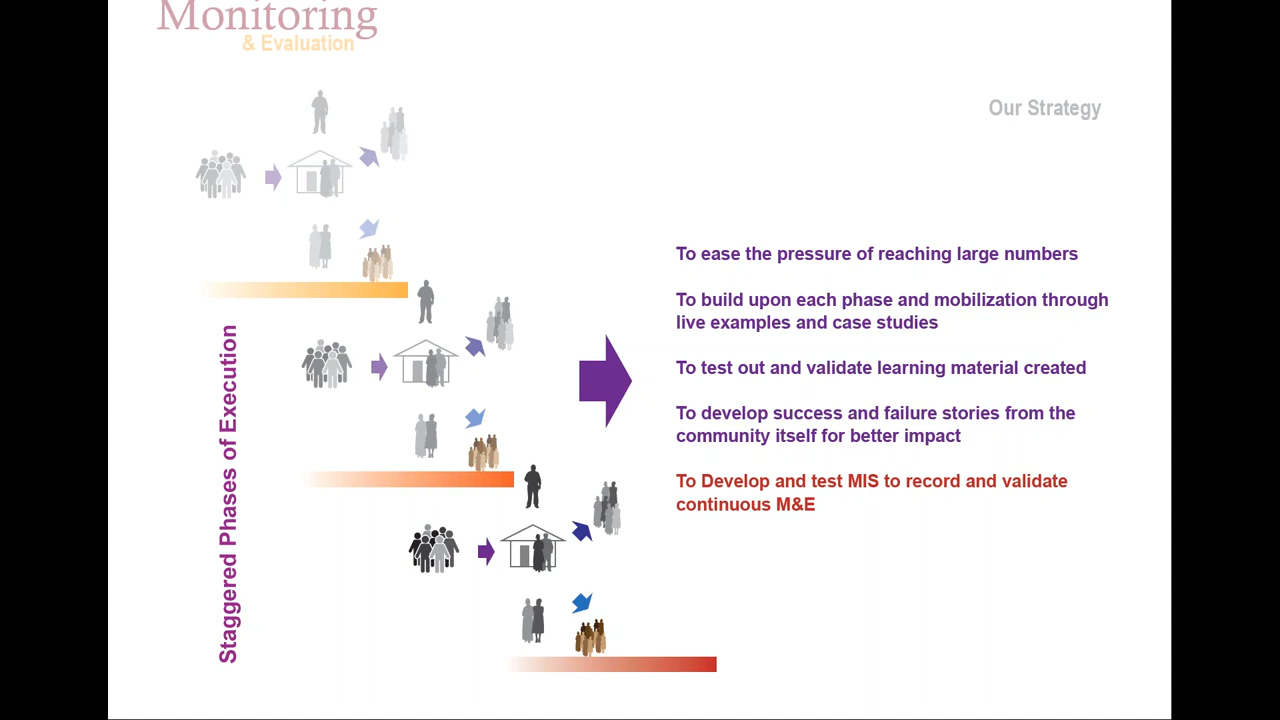 Monitoring
& Evaluation
Our Strategy
Staggered Phases of Execution
To ease the pressure of reaching large numbers
To build upon each phase and mobilization through
live examples and case studies
To test out and validate learning material created
To develop success and failure stories from the
community itself for better impact
To Develop and test MIS to record and validate
continuous M&E